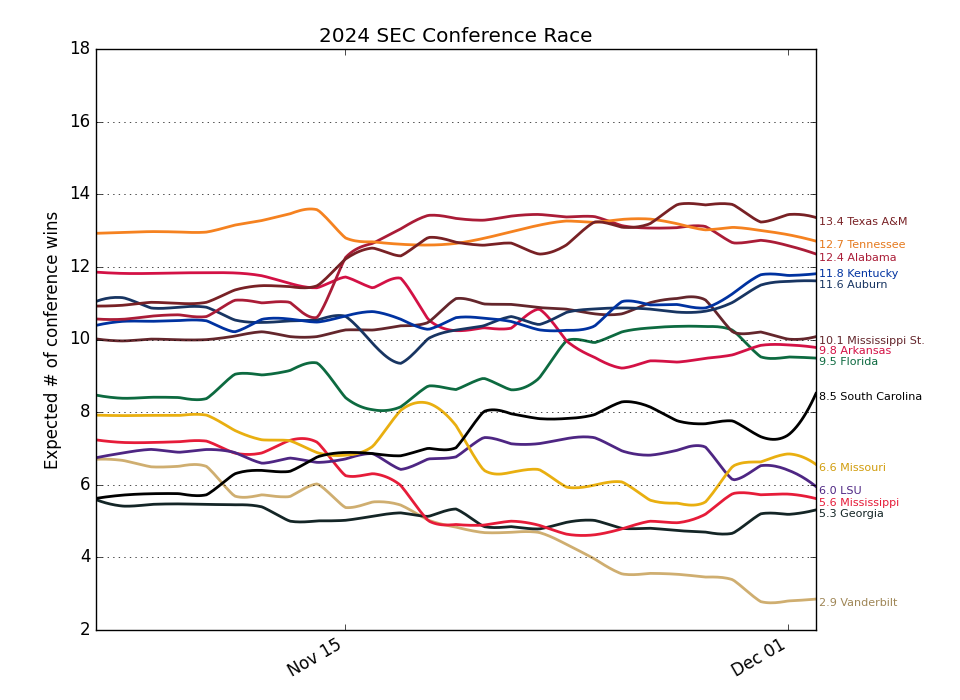 2024 SEC Conference Race
Expected # of conference wins
18
16
14
12
10
8
6
4
2
Nov 15
Dec 01
13.4 Texas A&M
12.7 Tennessee
12.4 Alabama
11.8 Kentucky
11.6 Auburn
10.1 Mississippi St.
9.8 Arkansas
9.5 Florida
8.5 South Carolina
6.6 Missouri
6.0 LSU
5.6 Mississippi
5.3 Georgia
2.9 Vanderbilt